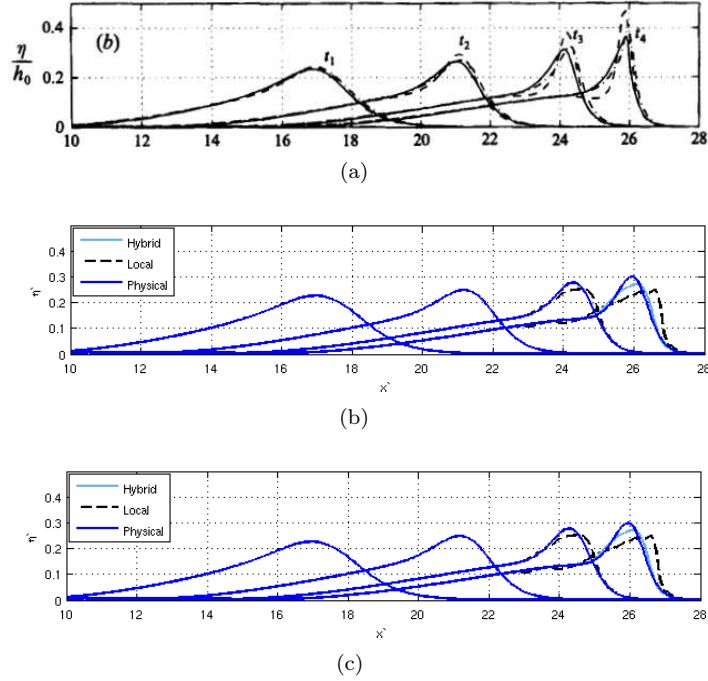 η/h₀
0.4
0.2
0
(b)
t₁
t₂
t₃
t₄
10 12 14 16 18 20 22 24 26 28
(a)
Hybrid
Local
Physical
η`
0.4
0.3
0.2
0.1
0
10 12 14 16 18 20 22 24 26 28
x`
(b)
Hybrid
Local
Physical
η`
0.4
0.3
0.2
0.1
0
10 12 14 16 18 20 22 24 26 28
x`
(c)